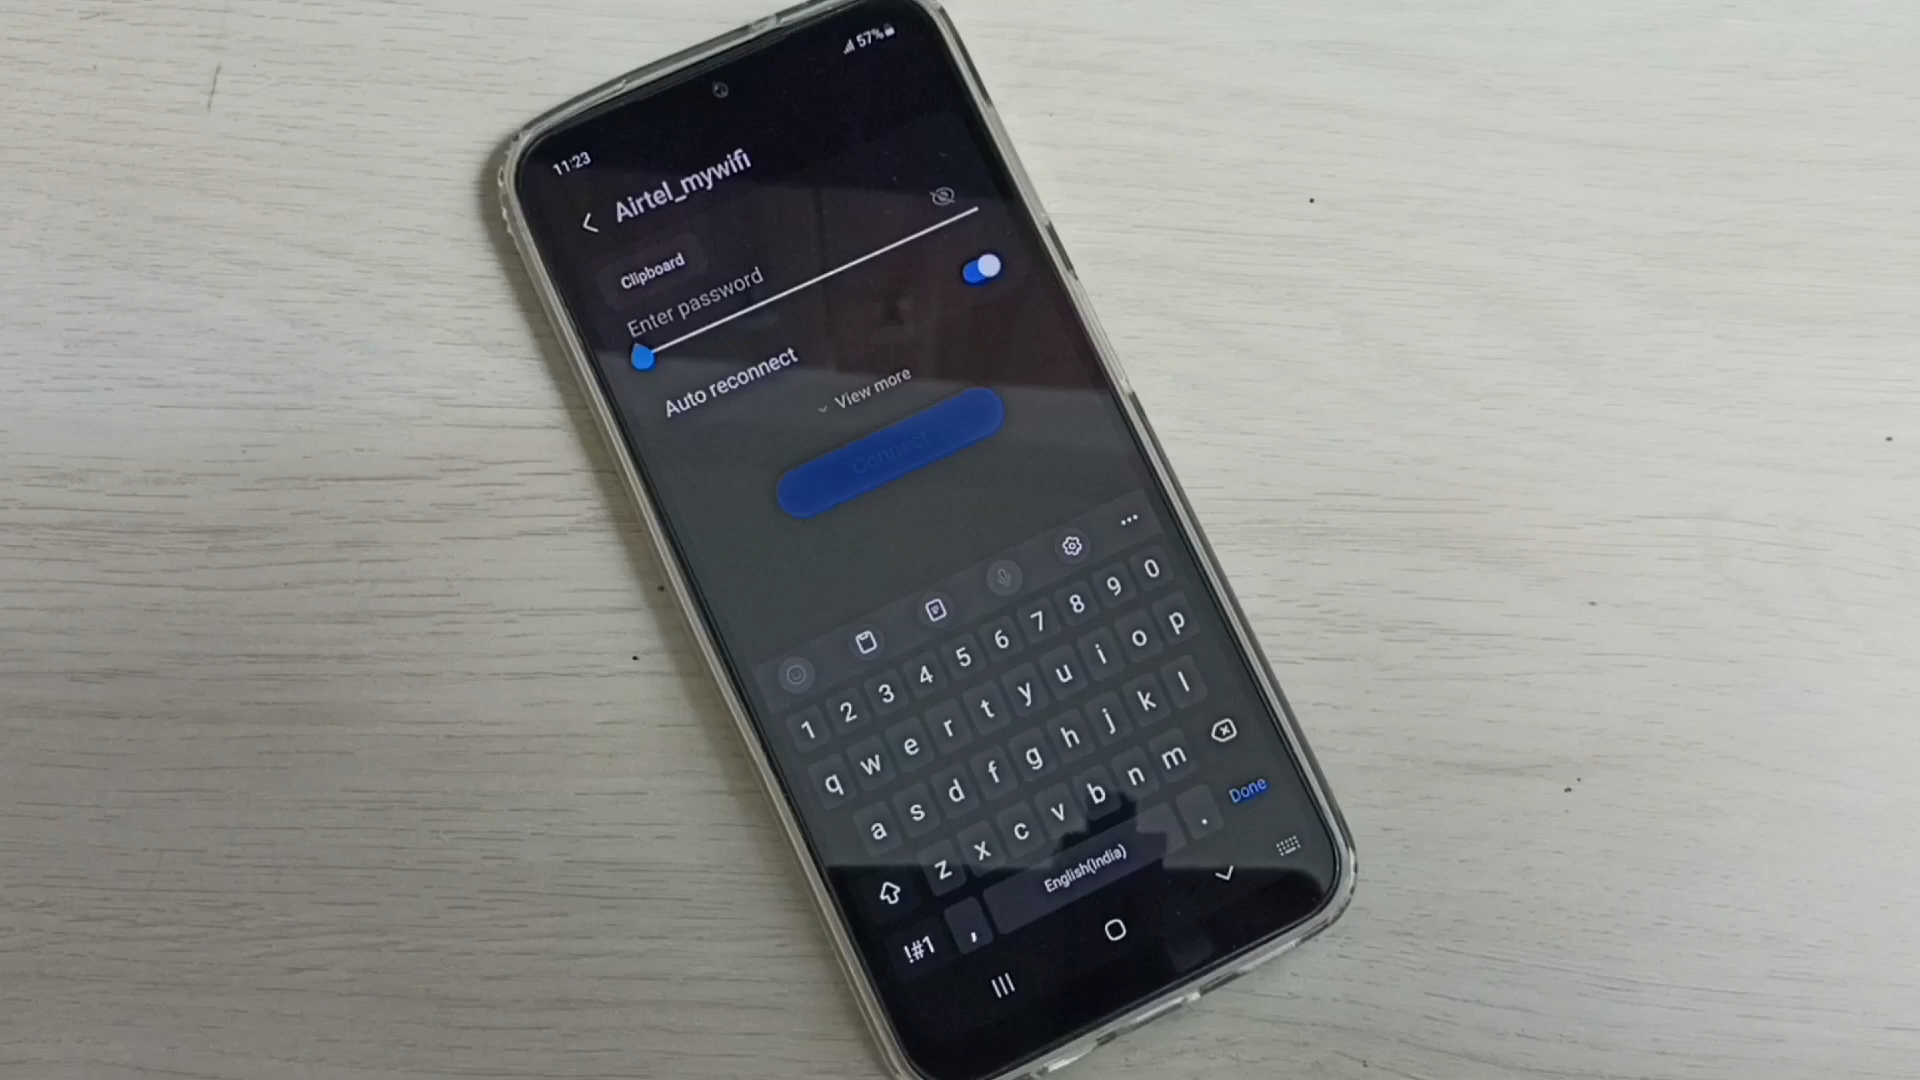 57%
11:23
Airtel_mywifi
Clipboard
Enter password
Auto reconnect
View more
Connect
1 2 3 4 5 6 7 8 9 0
q w e r t y u i o p
a s d f g h j k l
z x c v b n m
!#1 , English(India) . Done